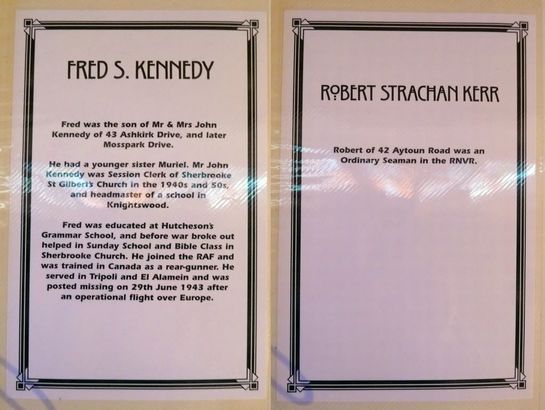 FRED S. KENNEDY
Fred was the son of Mr & Mrs John
Kennedy of 43 Ashkirk Drive, and later
Mosspark Drive.
He had a younger sister Muriel. Mr John
Kennedy was Session Clerk of Sherbrooke
St Gilbert's Church in the 1940s and 50s,
and headmaster of a school in
Knightswood.
Fred was educated at Hutcheson's
Grammar School, and before war broke out
helped in Sunday School and Bible Class in
Sherbrooke Church. He joined the RAF and
was trained in Canada as a rear-gunner. He
served in Tripoli and El Alamein and was
posted missing on 29th June 1943 after
an operational flight over Europe.
ROBERT STRACHAN KERR
Robert of 42 Aytoun Road was an
Ordinary Seaman in the RNVR.